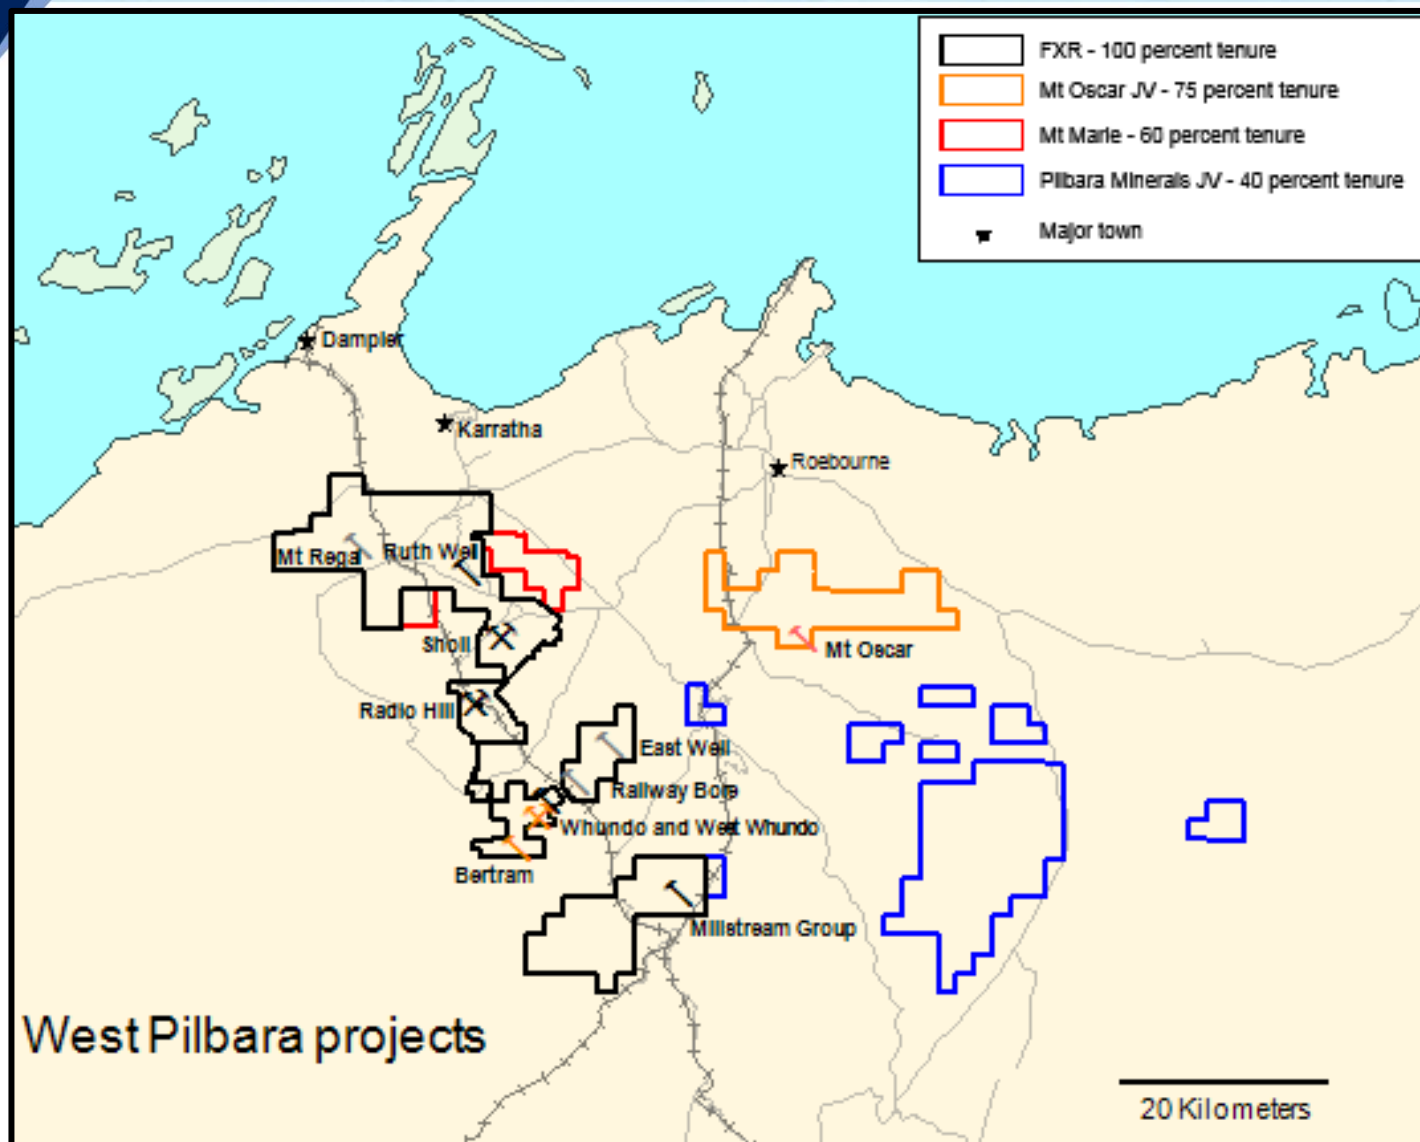 FXR - 100 percent tenure
Mt Oscar JV - 75 percent tenure
Mt Marie - 60 percent tenure
Pilbara Minerals JV - 40 percent tenure
Major town
Dampier
Karratha
Roebourne
Mt Regal
Ruth Well
Sholl
Mt Oscar
Radio Hill
East Well
Railway Bore
Whundo and West Whundo
Bertram
Millstream Group
West Pilbara projects
20 Kilometers